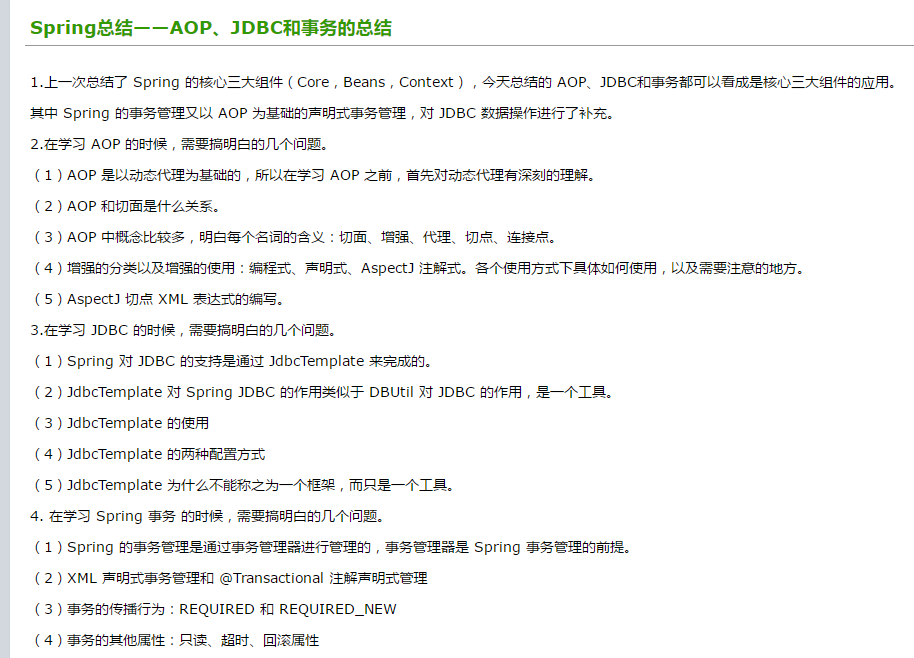 Spring总结——AOP、JDBC和事务的总结
1.上一次总结了 Spring 的核心三大组件（Core，Beans，Context），今天总结的 AOP、JDBC和事务都可以看成是核心三大组件的应用。
其中 Spring 的事务管理又以 AOP 为基础的声明式事务管理，对 JDBC 数据操作进行了补充。
2.在学习 AOP 的时候，需要搞明白的几个问题。
（1）AOP 是以动态代理为基础的，所以在学习 AOP 之前，首先对动态代理有深刻的理解。
（2）AOP 和切面是什么关系。
（3）AOP 中概念比较多，明白每个名词的含义：切面、增强、代理、切点、连接点。
（4）增强的分类以及增强的使用：编程式、声明式、AspectJ 注解式。各个使用方式下具体如何使用，以及需要注意的地方。
（5）AspectJ 切点 XML 表达式的编写。
3.在学习 JDBC 的时候，需要搞明白的几个问题。
（1）Spring 对 JDBC 的支持是通过 JdbcTemplate 来完成的。
（2）JdbcTemplate 对 Spring JDBC 的作用类似于 DBUtil 对 JDBC 的作用，是一个工具。
（3）JdbcTemplate 的使用
（4）JdbcTemplate 的两种配置方式
（5）JdbcTemplate 为什么不能称之为一个框架，而只是一个工具。
4. 在学习 Spring 事务 的时候，需要搞明白的几个问题。
（1）Spring 的事务管理是通过事务管理器进行管理的，事务管理器是 Spring 事务管理的前提。
（2）XML 声明式事务管理和 @Transactional 注解声明式管理
（3）事务的传播行为：REQUIRED 和 REQUIRED_NEW
（4）事务的其他属性：只读、超时、回滚属性